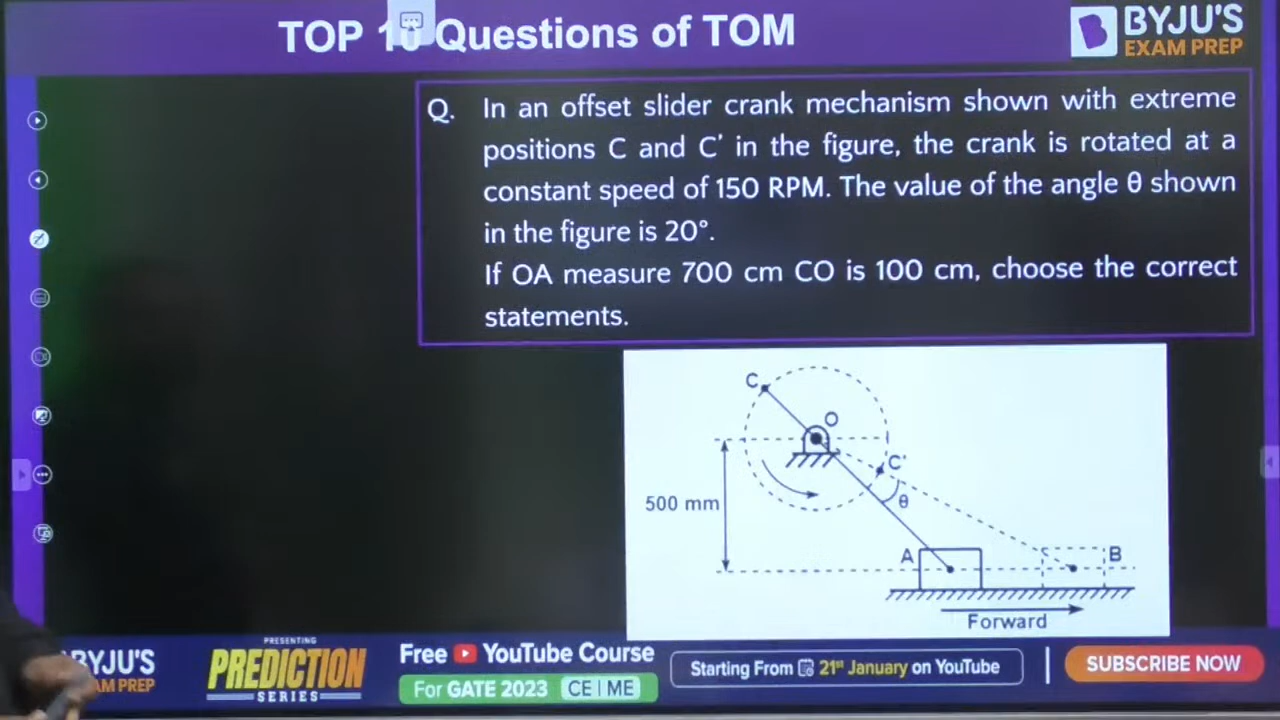 TOP 10 Questions of TOM
BYJU'S
EXAM PREP
Q. In an offset slider crank mechanism shown with extreme
positions C and C' in the figure, the crank is rotated at a
constant speed of 150 RPM. The value of the angle θ shown
in the figure is 20°.
If OA measure 700 cm CO is 100 cm, choose the correct
statements.
C
O
C'
500 mm
θ
A
B
Forward
BYJU'S
EXAM PREP
PRESENTING
PREDICTION
SERIES
Free YouTube Course
For GATE 2023 CE | ME
Starting From 21st January on YouTube
SUBSCRIBE NOW